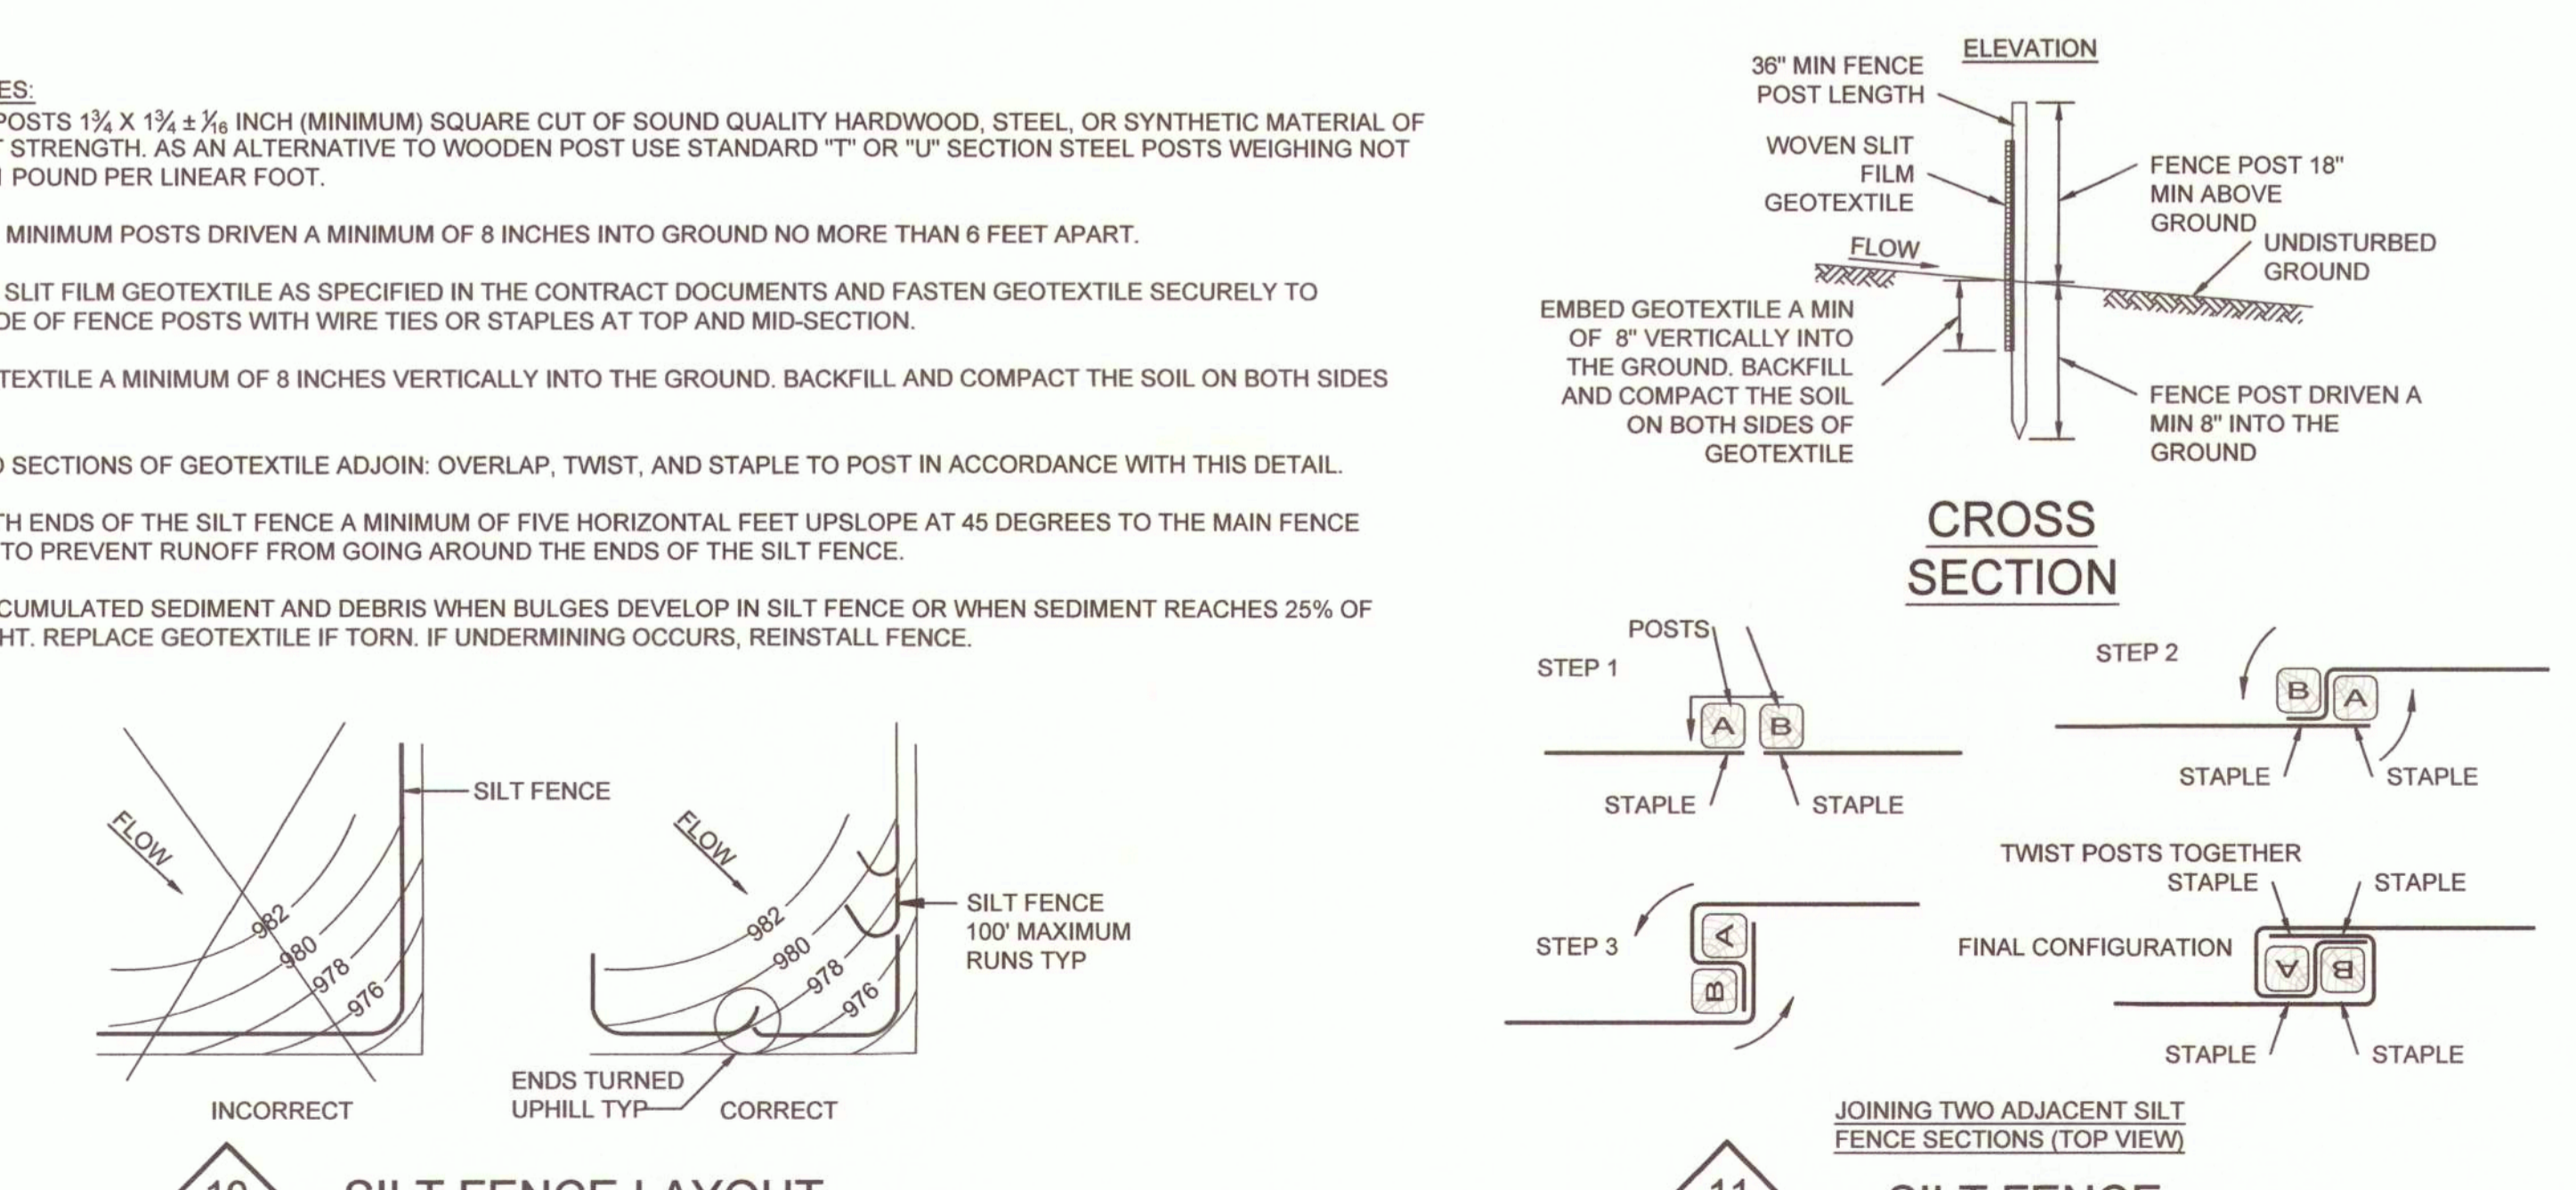 ES:
POSTS 1¾ X 1¾ ± 1⁄16 INCH (MINIMUM) SQUARE CUT OF SOUND QUALITY HARDWOOD, STEEL, OR SYNTHETIC MATERIAL OF
STRENGTH. AS AN ALTERNATIVE TO WOODEN POST USE STANDARD "T" OR "U" SECTION STEEL POSTS WEIGHING NOT
POUND PER LINEAR FOOT.
MINIMUM POSTS DRIVEN A MINIMUM OF 8 INCHES INTO GROUND NO MORE THAN 6 FEET APART.
SLIT FILM GEOTEXTILE AS SPECIFIED IN THE CONTRACT DOCUMENTS AND FASTEN GEOTEXTILE SECURELY TO
DE OF FENCE POSTS WITH WIRE TIES OR STAPLES AT TOP AND MID-SECTION.
TEXTILE A MINIMUM OF 8 INCHES VERTICALLY INTO THE GROUND. BACKFILL AND COMPACT THE SOIL ON BOTH SIDES
SECTIONS OF GEOTEXTILE ADJOIN: OVERLAP, TWIST, AND STAPLE TO POST IN ACCORDANCE WITH THIS DETAIL.
TH ENDS OF THE SILT FENCE A MINIMUM OF FIVE HORIZONTAL FEET UPSLOPE AT 45 DEGREES TO THE MAIN FENCE
TO PREVENT RUNOFF FROM GOING AROUND THE ENDS OF THE SILT FENCE.
CUMULATED SEDIMENT AND DEBRIS WHEN BULGES DEVELOP IN SILT FENCE OR WHEN SEDIMENT REACHES 25% OF
HT. REPLACE GEOTEXTILE IF TORN. IF UNDERMINING OCCURS, REINSTALL FENCE.
FLOW
SILT FENCE
982
980
978
976
INCORRECT
FLOW
982
980
978
976
SILT FENCE
100' MAXIMUM
RUNS TYP
ENDS TURNED
UPHILL TYP
CORRECT
10
SILT FENCE LAYOUT
ELEVATION
36" MIN FENCE
POST LENGTH
WOVEN SLIT
FILM
GEOTEXTILE
FLOW
EMBED GEOTEXTILE A MIN
OF 8" VERTICALLY INTO
THE GROUND. BACKFILL
AND COMPACT THE SOIL
ON BOTH SIDES OF
GEOTEXTILE
FENCE POST 18"
MIN ABOVE
GROUND
UNDISTURBED
GROUND
FENCE POST DRIVEN A
MIN 8" INTO THE
GROUND
CROSS
SECTION
POSTS
STEP 1
A
B
STAPLE
STAPLE
STEP 2
B
A
STAPLE
STAPLE
STEP 3
A
B
TWIST POSTS TOGETHER
STAPLE
STAPLE
FINAL CONFIGURATION
A
B
STAPLE
STAPLE
JOINING TWO ADJACENT SILT
FENCE SECTIONS (TOP VIEW)
11
SILT FENCE